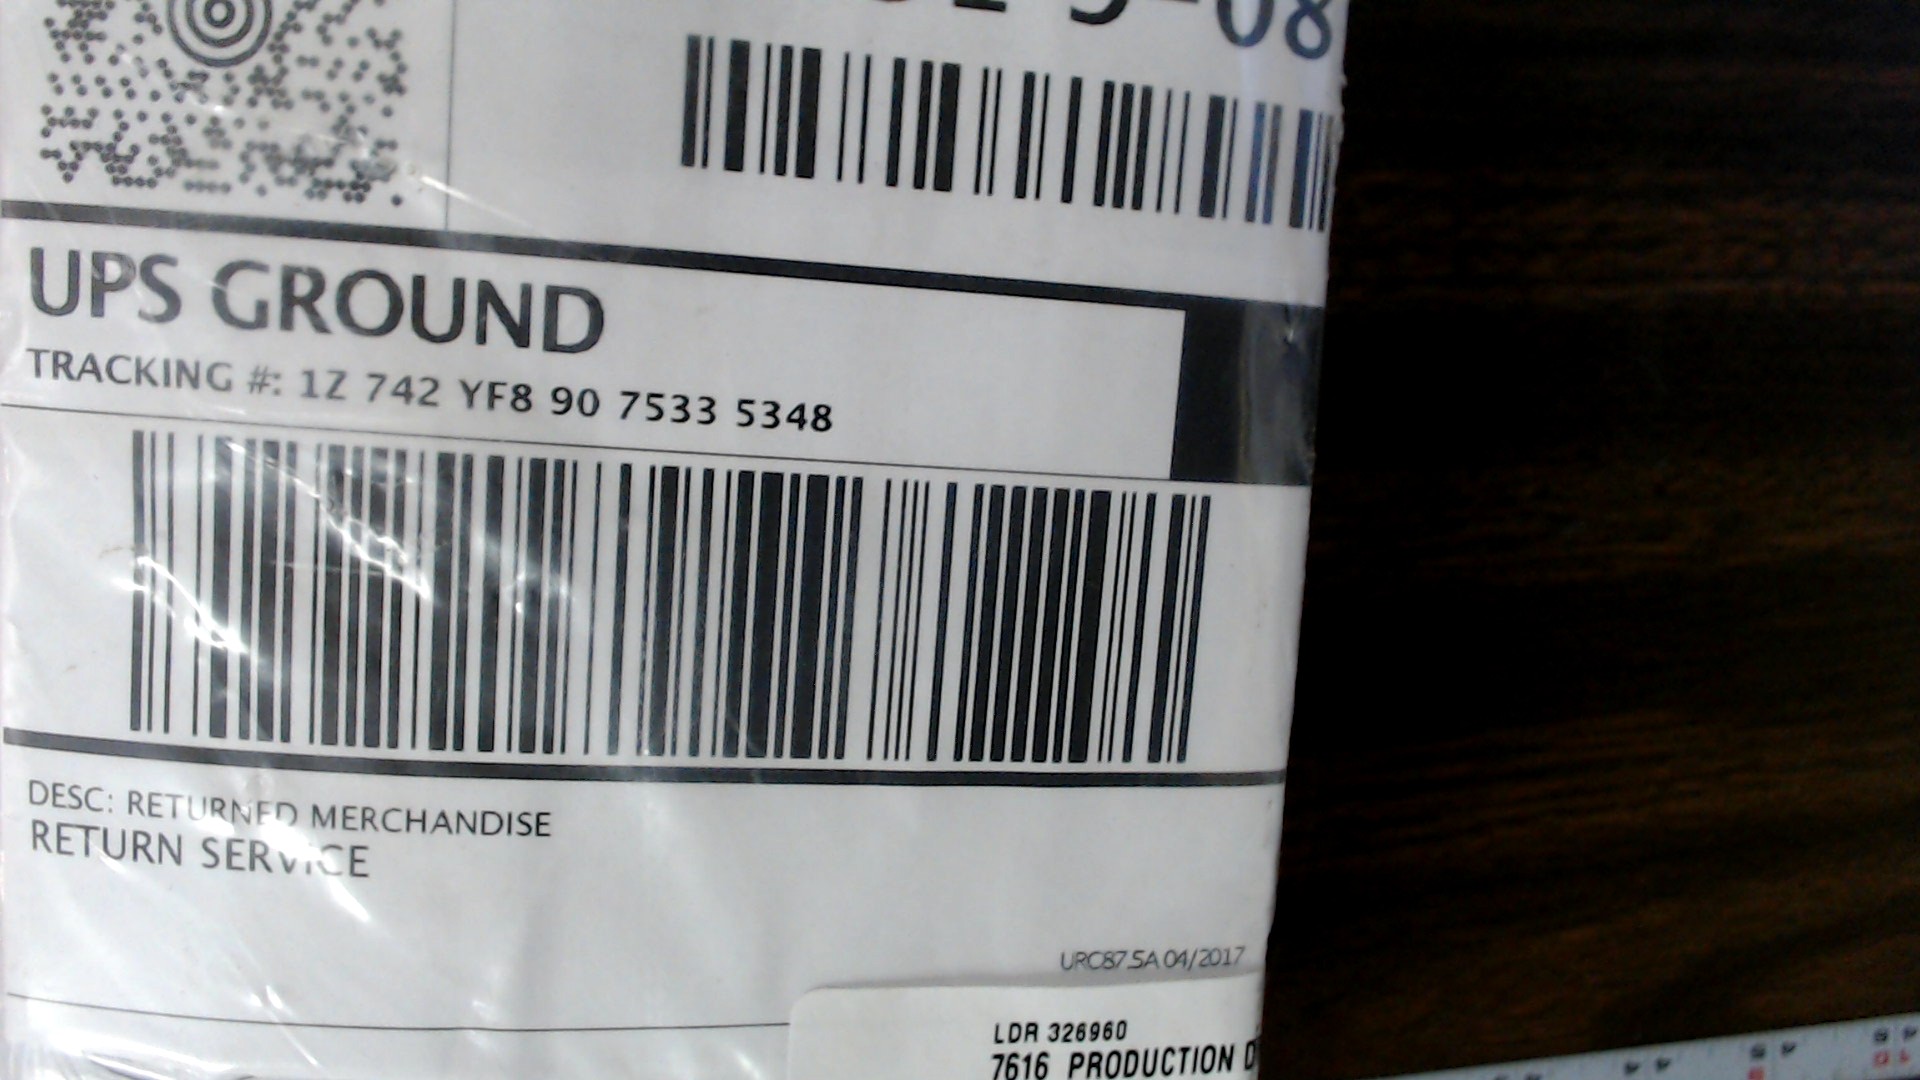 UPS GROUND
TRACKING #: 1Z 742 YF8 90 7533 5348
DESC: RETURNED MERCHANDISE
RETURN SERVICE
URC87.5A 04/2017
LDR 326960
7616 PRODUCTION